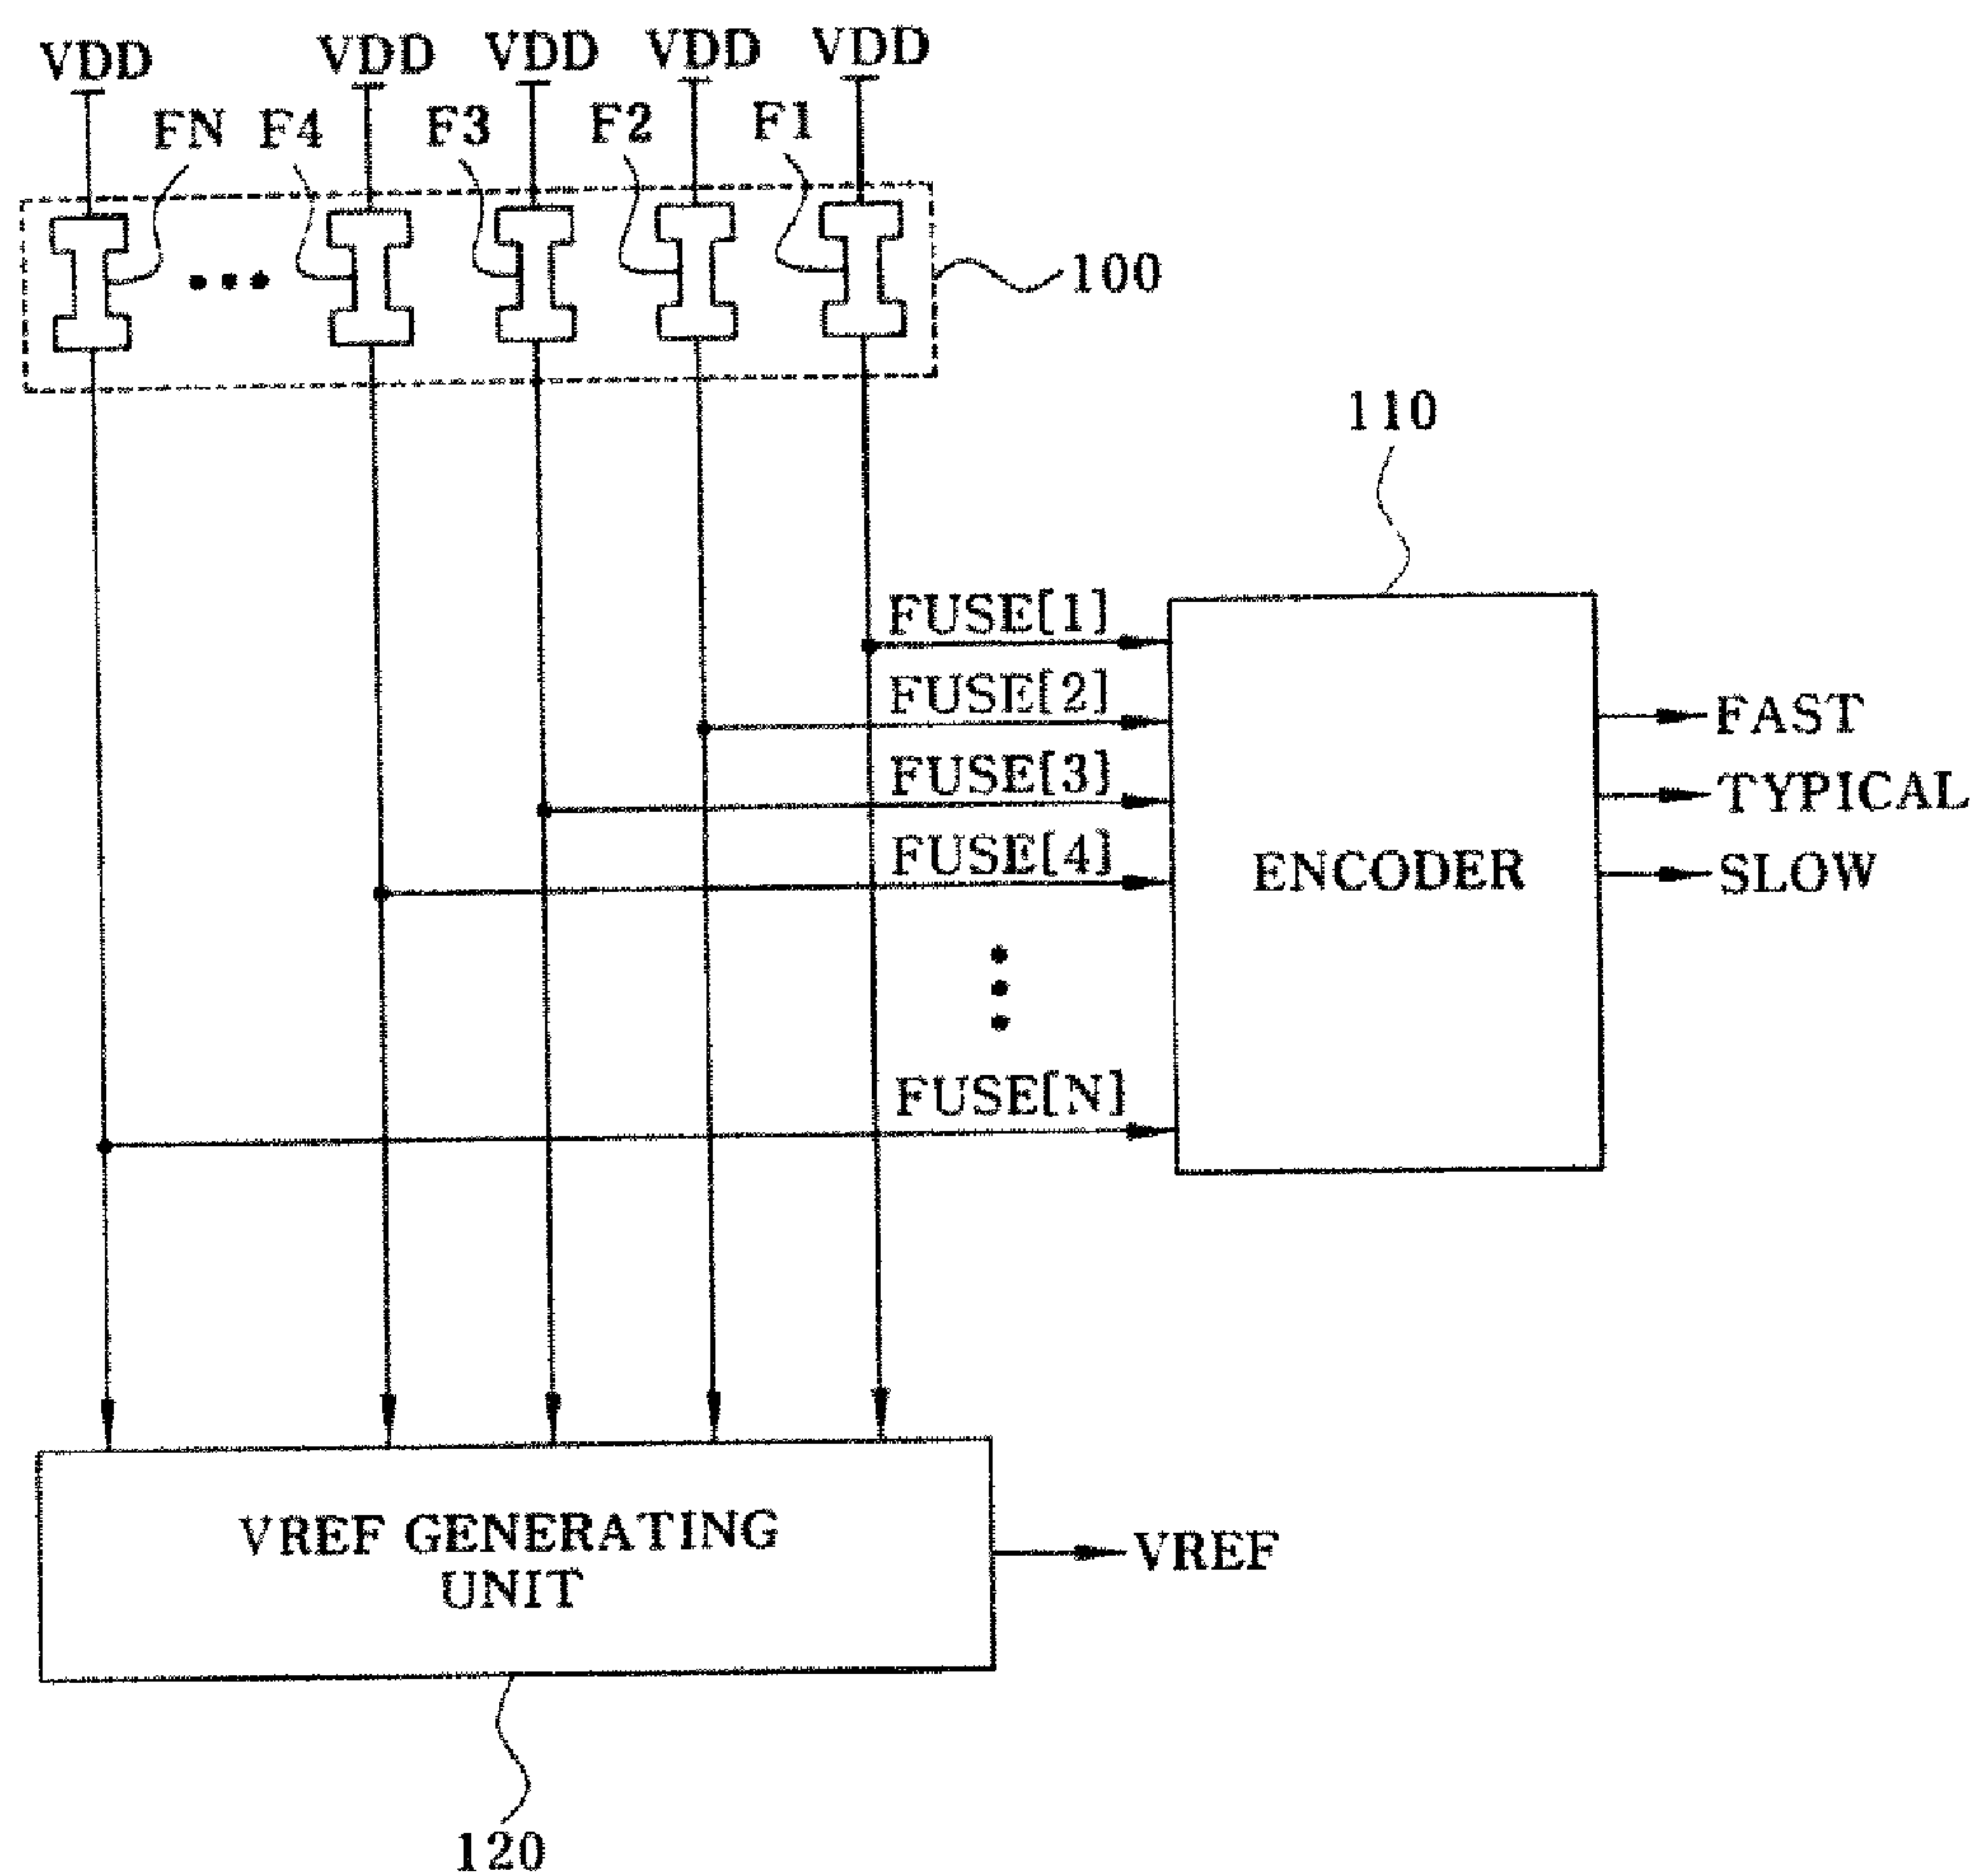 VDD VDD VDD VDD VDD
FN F4 F3 F2 F1
100
110
FUSE[1]
FUSE[2]
FUSE[3]
FUSE[4]
FUSE[N]
ENCODER
FAST
TYPICAL
SLOW
VREF GENERATING
UNIT
VREF
120